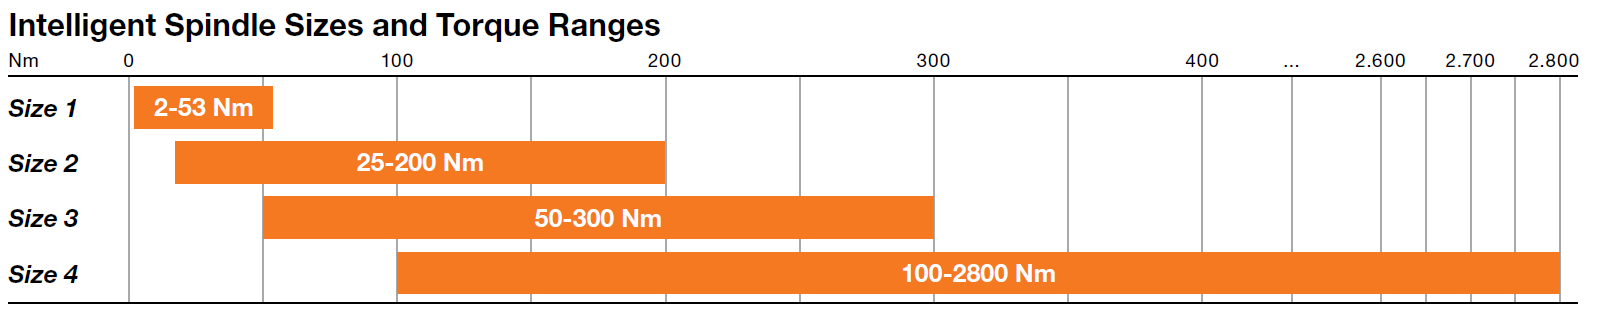 Intelligent Spindle Sizes and Torque Ranges
Nm 0 100 200 300 400 ... 2.600 2.700 2.800
Size 1 2-53 Nm
Size 2 25-200 Nm
Size 3 50-300 Nm
Size 4 100-2800 Nm